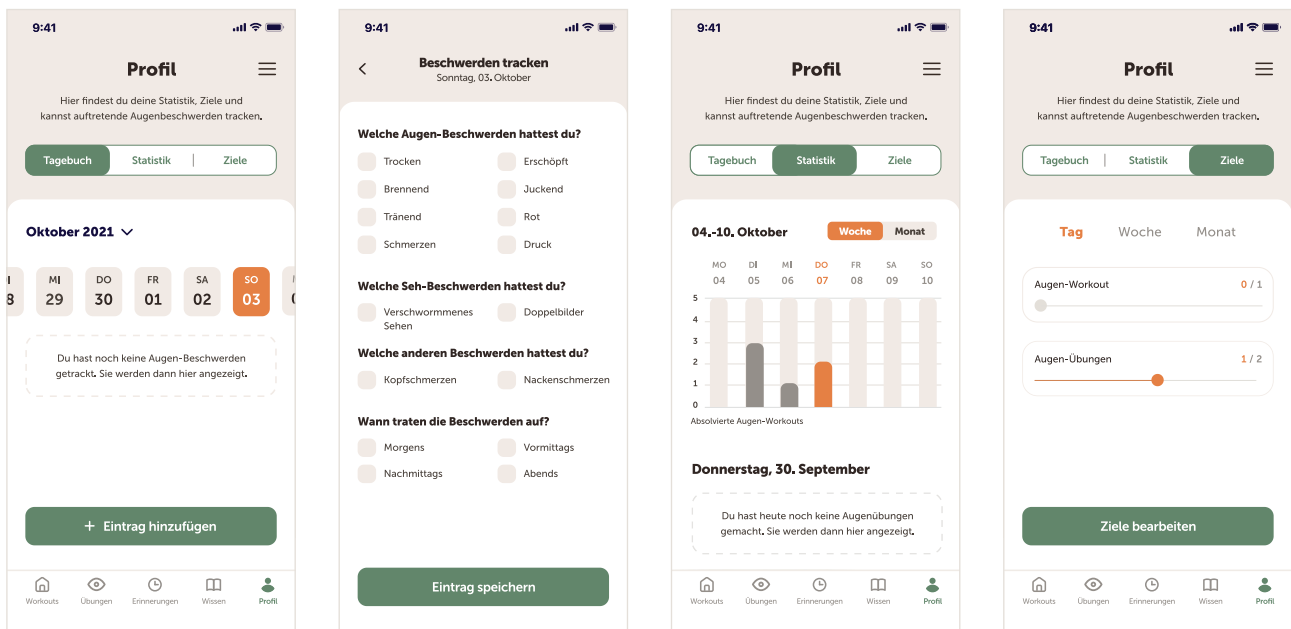 9:41
Profil
Hier findest du deine Statistik, Ziele und
kannst auftretende Augenbeschwerden tracken.
Tagebuch Statistik Ziele
Oktober 2021
MI DO FR SA SO
8 29 30 01 02 03
Du hast noch keine Augen-Beschwerden
getrackt. Sie werden dann hier angezeigt.
+ Eintrag hinzufügen
Workouts Übungen Erinnerungen Wissen Profil
9:41
Beschwerden tracken
Sonntag, 03. Oktober
Welche Augen-Beschwerden hattest du?
Trocken Erschöpft
Brennend Juckend
Tränend Rot
Schmerzen Druck
Welche Seh-Beschwerden hattest du?
Verschwormmenes Doppelbilder
Sehen
Welche anderen Beschwerden hattest du?
Kopfschmerzen Nackenschmerzen
Wann traten die Beschwerden auf?
Morgens Vormittags
Nachmittags Abends
Eintrag speichern
9:41
Profil
Hier findest du deine Statistik, Ziele und
kannst auftretende Augenbeschwerden tracken.
Tagebuch Statistik Ziele
04.-10. Oktober Woche Monat
MO DI MI DO FR SA SO
04 05 06 07 08 09 10
5
4
3
2
1
0
Absolvierte Augen-Workouts
Donnerstag, 30. September
Du hast heute noch keine Augenübungen
gemacht. Sie werden dann hier angezeigt.
Workouts Übungen Erinnerungen Wissen Profil
9:41
Profil
Hier findest du deine Statistik, Ziele und
kannst auftretende Augenbeschwerden tracken.
Tagebuch Statistik Ziele
Tag Woche Monat
Augen-Workout 0 / 1
Augen-Übungen 1 / 2
Ziele bearbeiten
Workouts Übungen Erinnerungen Wissen Profil